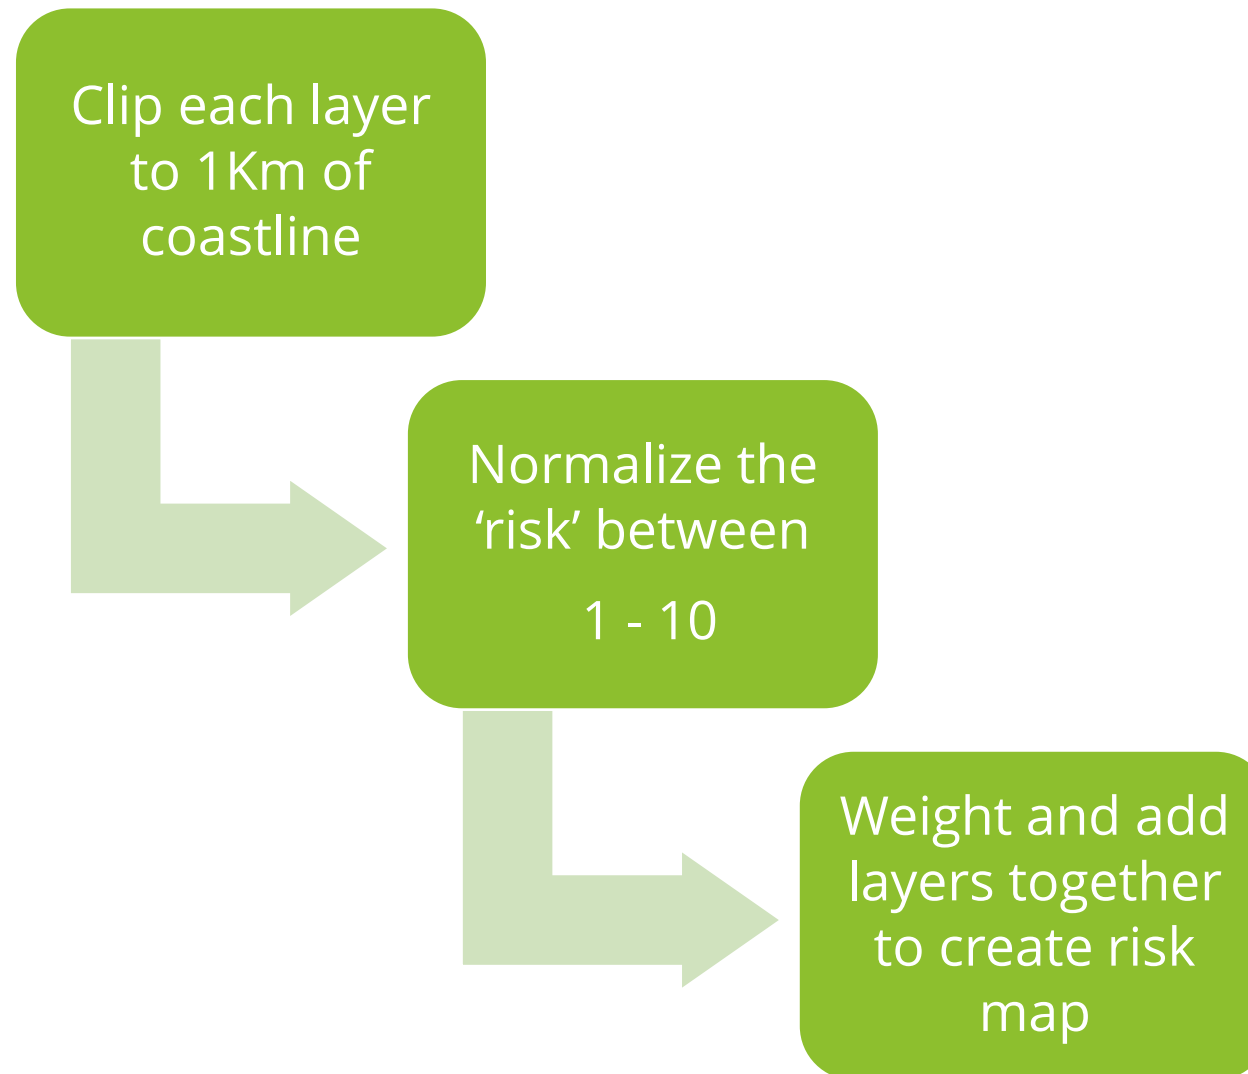 Clip each layer
to 1Km of
coastline
Normalize the
‘risk’ between
1 - 10
Weight and add
layers together
to create risk
map